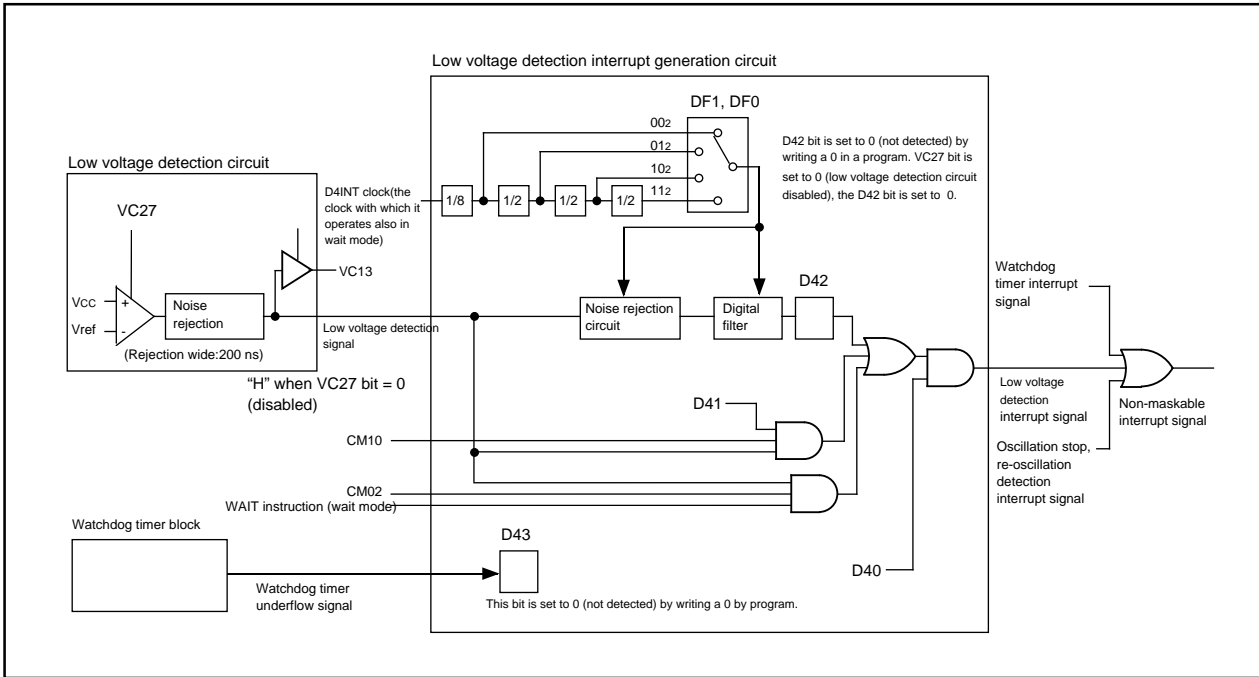 Low voltage detection interrupt generation circuit
DF1, DF0
002
012
102
112
D42 bit is set to 0 (not detected) by
writing a 0 in a program. VC27 bit is
set to 0 (low voltage detection circuit
disabled), the D42 bit is set to 0.
Low voltage detection circuit
D4INT clock(the
clock with which it
operates also in
wait mode)
1/8
1/2
1/2
1/2
VC27
VC13
VCC
+
Vref
-
Noise
rejection
(Rejection wide:200 ns)
Low voltage detection
signal
"H" when VC27 bit = 0
(disabled)
Noise rejection
circuit
Digital
filter
D42
Watchdog
timer interrupt
signal
D41
CM10
CM02
WAIT instruction (wait mode)
Low voltage
detection
interrupt signal
Non-maskable
interrupt signal
Oscillation stop,
re-oscillation
detection
interrupt signal
Watchdog timer block
D43
D40
Watchdog timer
underflow signal
This bit is set to 0 (not detected) by writing a 0 by program.